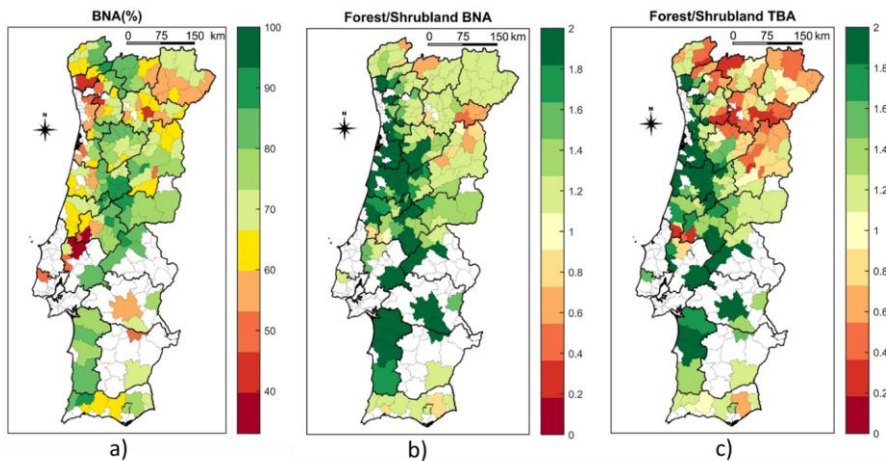 BNA(%)
0 75 150 km
N
100
90
80
70
60
50
40
a)
Forest/Shrubland BNA
0 75 150 km
N
2
1.8
1.6
1.4
1.2
1
0.8
0.6
0.4
0.2
0
b)
Forest/Shrubland TBA
0 75 150 km
N
2
1.8
1.6
1.4
1.2
1
0.8
0.6
0.4
0.2
0
c)